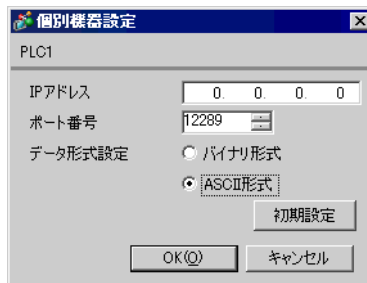 個別機器設定
PLC1
IPアドレス 0. 0. 0. 0
ポート番号 12289
データ形式設定 バイナリ形式
ASCII形式
初期設定
OK(O) キャンセル